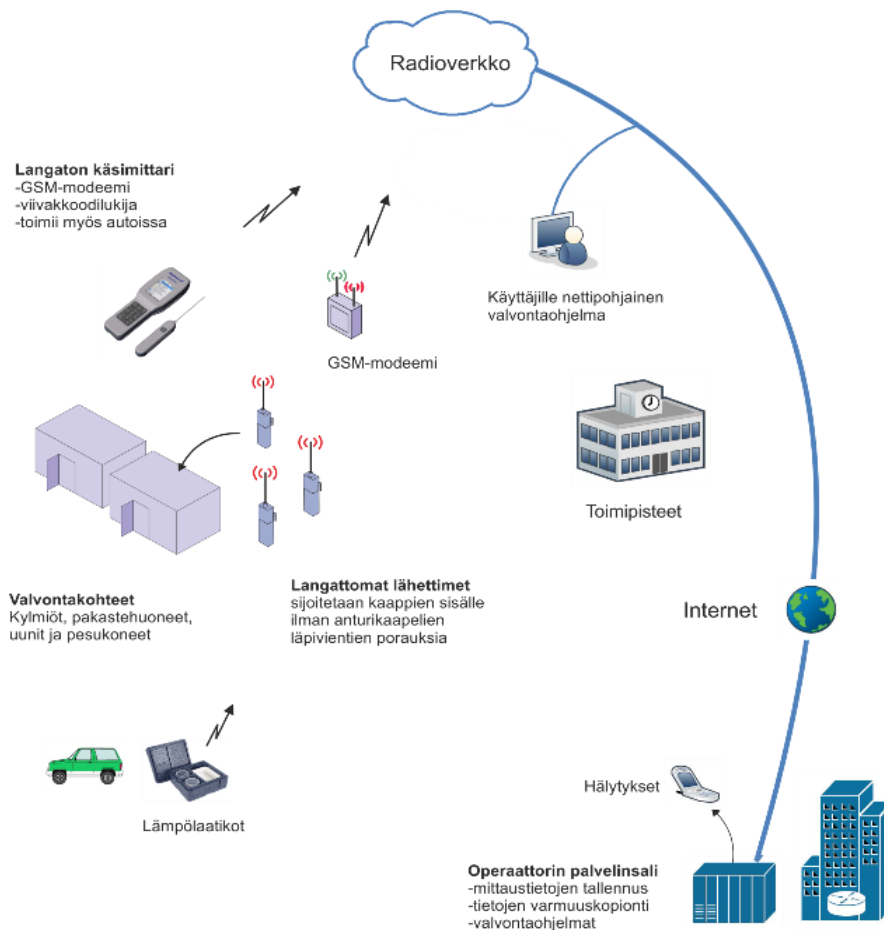 Radioverkko
Langaton käsimittari
-GSM-modeemi
-viivakkoodilukija
-toimii myös autoissa
Käyttäjille nettipohjainen
valvontaohjelma
GSM-modeemi
Toimipisteet
Valvontakohteet
Kylmiöt, pakastehuoneet,
uunit ja pesukoneet
Langattomat lähettimet
sijoitetaan kaappien sisälle
ilman anturikaapelien
läpivientien porauksia
Internet
Lämpölaatikot
Hälytykset
Operaattorin palvelinsali
-mittaustietojen tallennus
-tietojen varmuuskopionti
-valvontaohjelmat